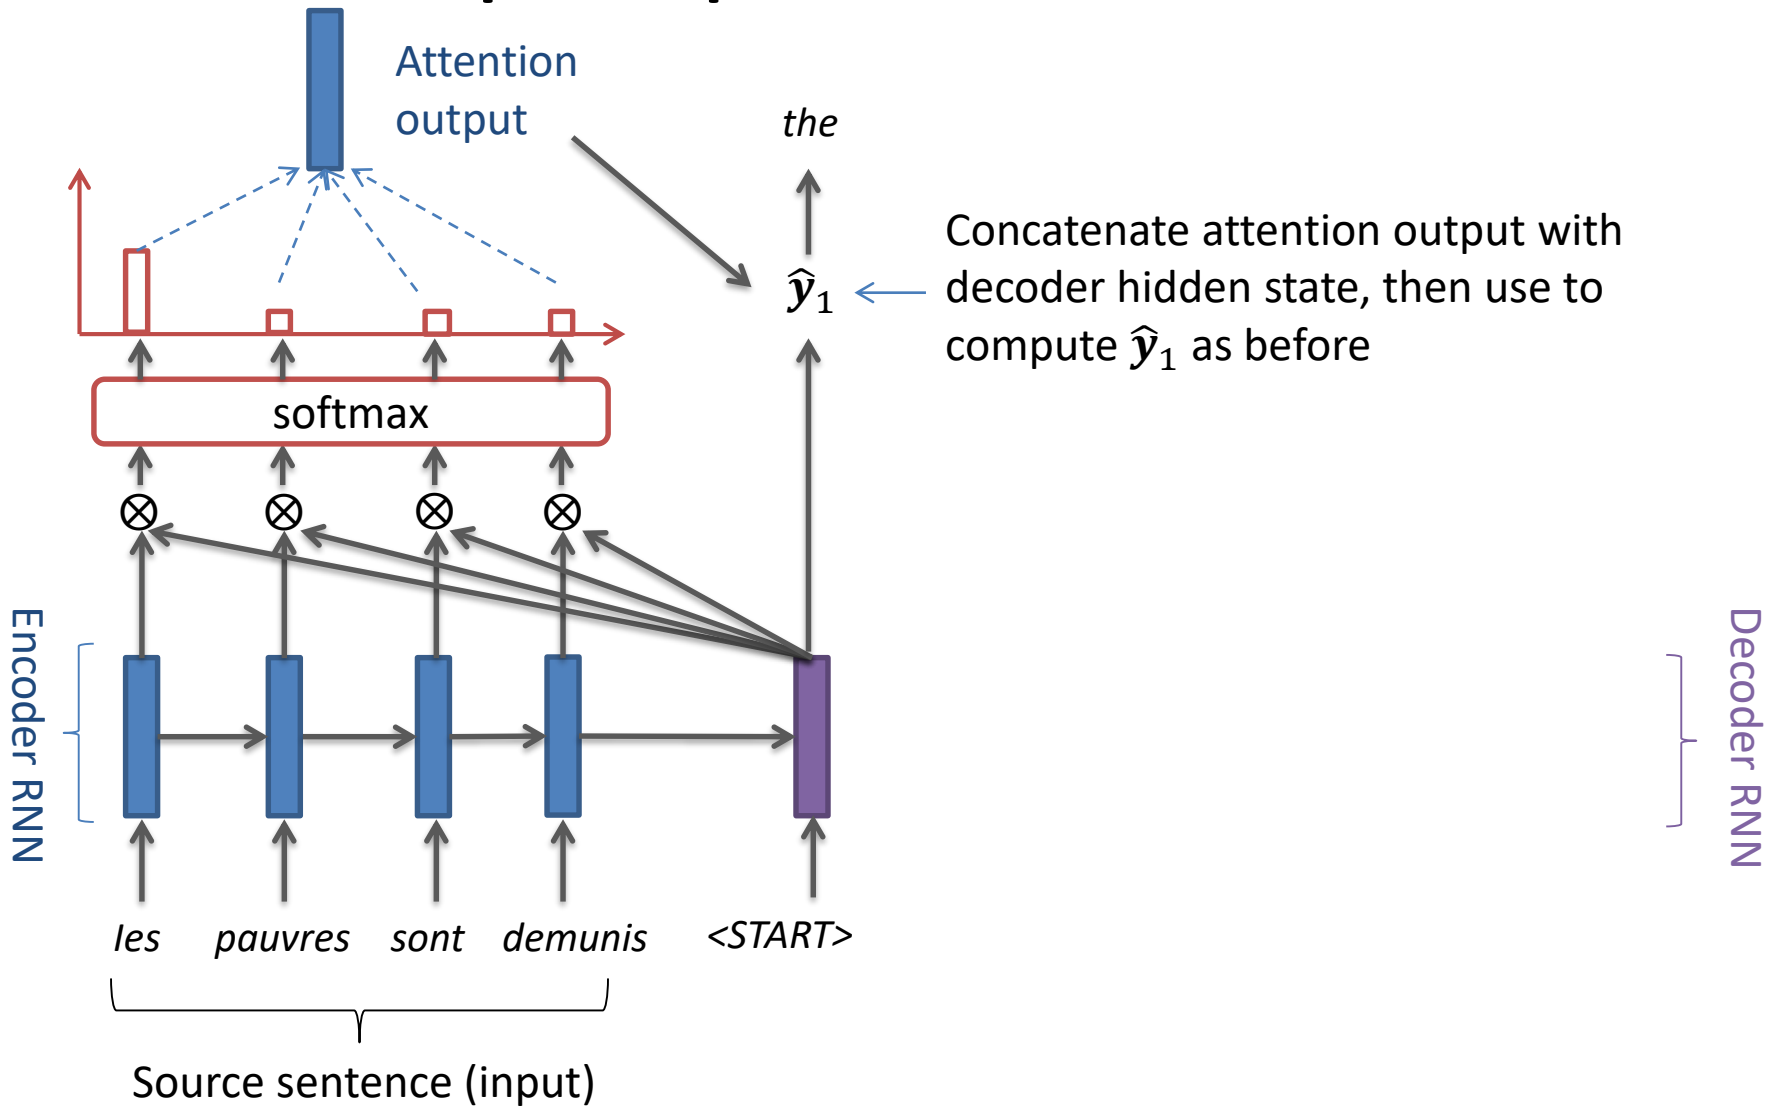 Attention
output
the
Concatenate attention output with
decoder hidden state, then use to
compute ŷ₁ as before
ŷ₁
softmax
Encoder RNN
Decoder RNN
les pauvres sont demunis <START>
Source sentence (input)